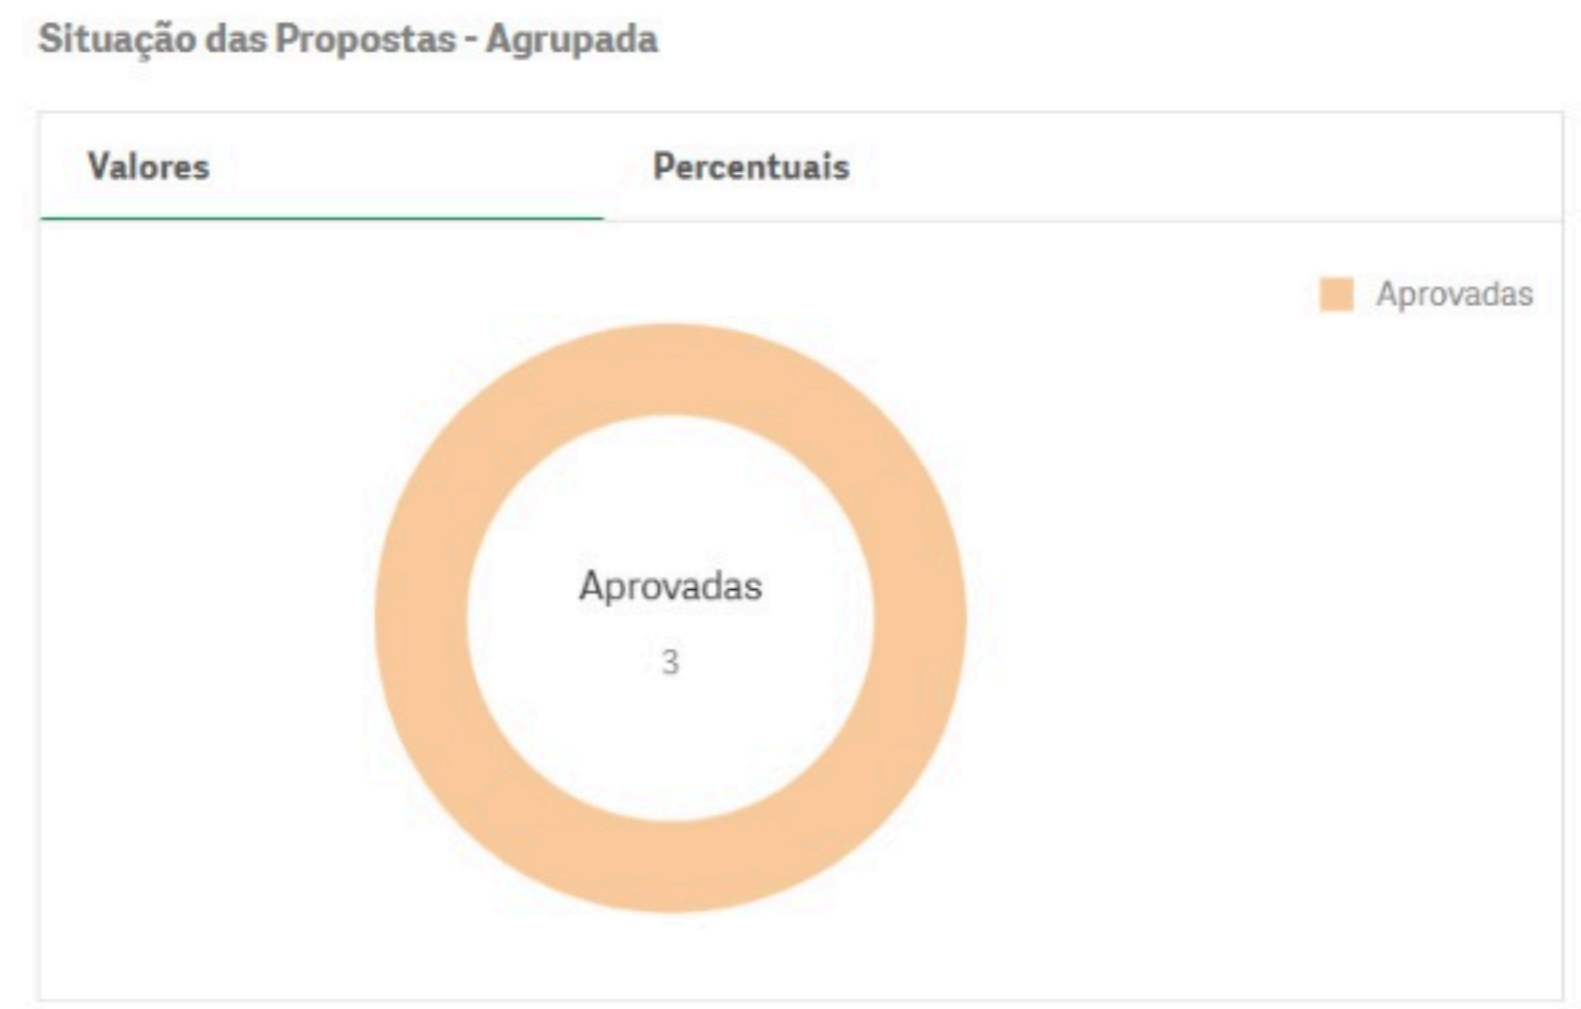 Situação das Propostas - Agrupada
Valores Percentuais
Aprovadas
Aprovadas
3